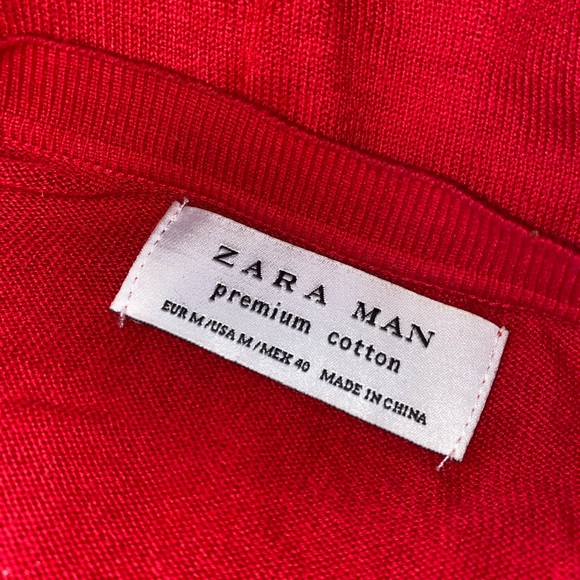 ZARA MAN
premium cotton
EUR M / USA M / MEX 40 MADE IN CHINA